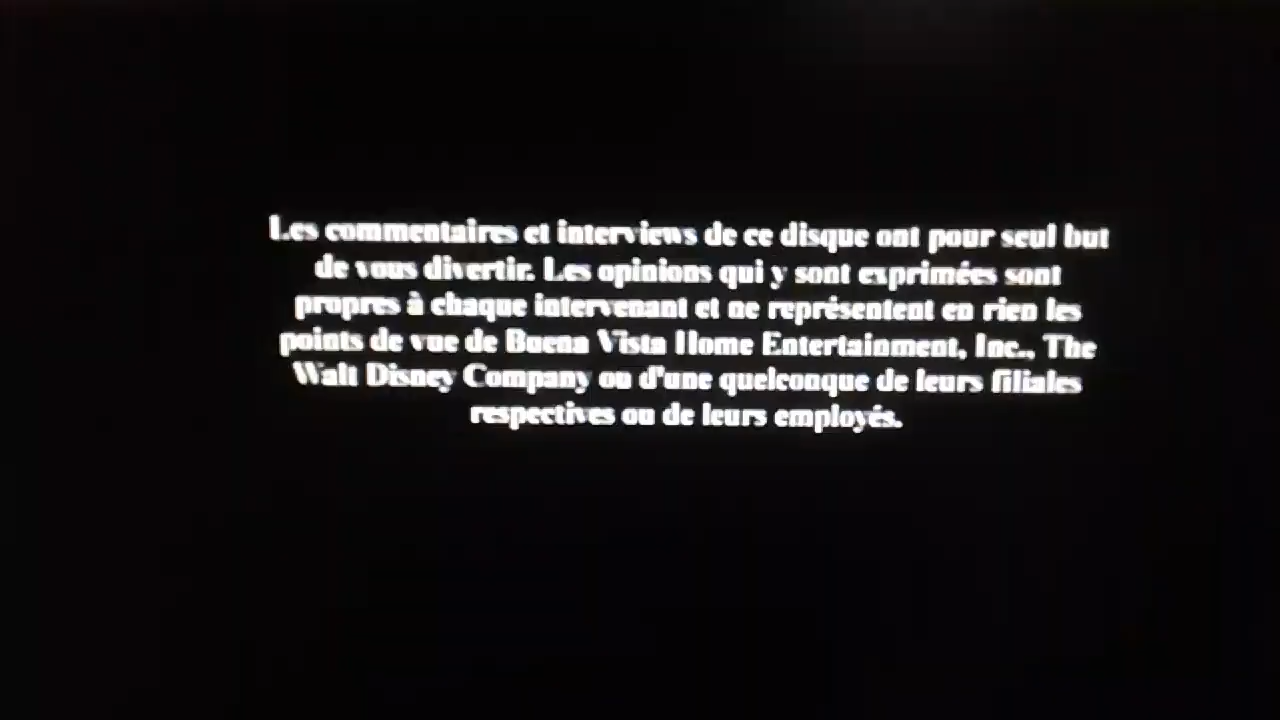 Les commentaires et interviews de ce disque ont pour seul but
de vous divertir. Les opinions qui y sont exprimées sont
propres à chaque intervenant et ne représentent en rien les
points de vue de Buena Vista Home Entertainment, Inc., The
Walt Disney Company ou d'une quelconque de leurs filiales
respectives ou de leurs employés.